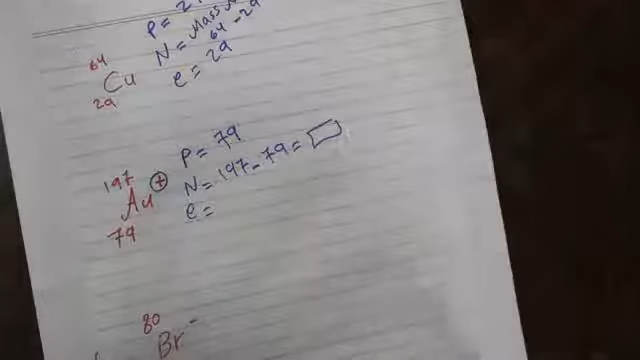 P = 2
N = Mass
64 - 29
64
Cu
29
e = 29
P = 79
197 +
Au
79
N = 197 - 79 =
e =
80 -
Br